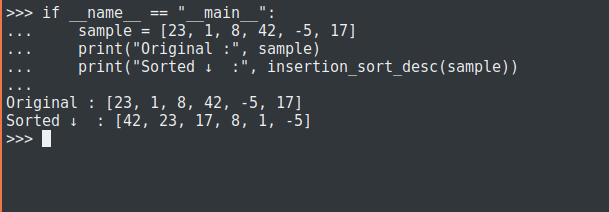 >>> if __name__ == "__main__":
...     sample = [23, 1, 8, 42, -5, 17]
...     print("Original :", sample)
...     print("Sorted ↓  :", insertion_sort_desc(sample))
...
Original : [23, 1, 8, 42, -5, 17]
Sorted ↓  : [42, 23, 17, 8, 1, -5]
>>>